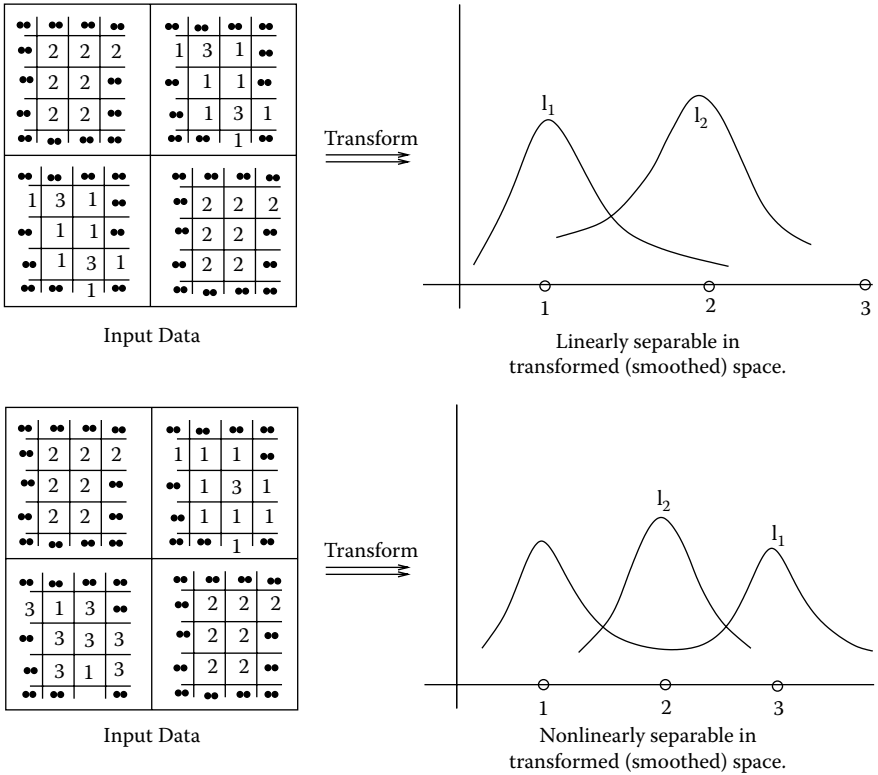 2 2 2
2 2
2 2
1 3 1
1 1
1 3 1
1
1 3 1
1 1
1 3 1
1
2 2 2
2 2
2 2
Input Data
Transform
l1
l2
1 2 3
Linearly separable in
transformed (smoothed) space.
2 2 2
2 2
2 2
1 1 1
1 3 1
1 1 1
1
3 1 3
3 3 3
3 1 3
2 2 2
2 2
2 2
Input Data
Transform
l2
l1
1 2 3
Nonlinearly separable in
transformed (smoothed) space.